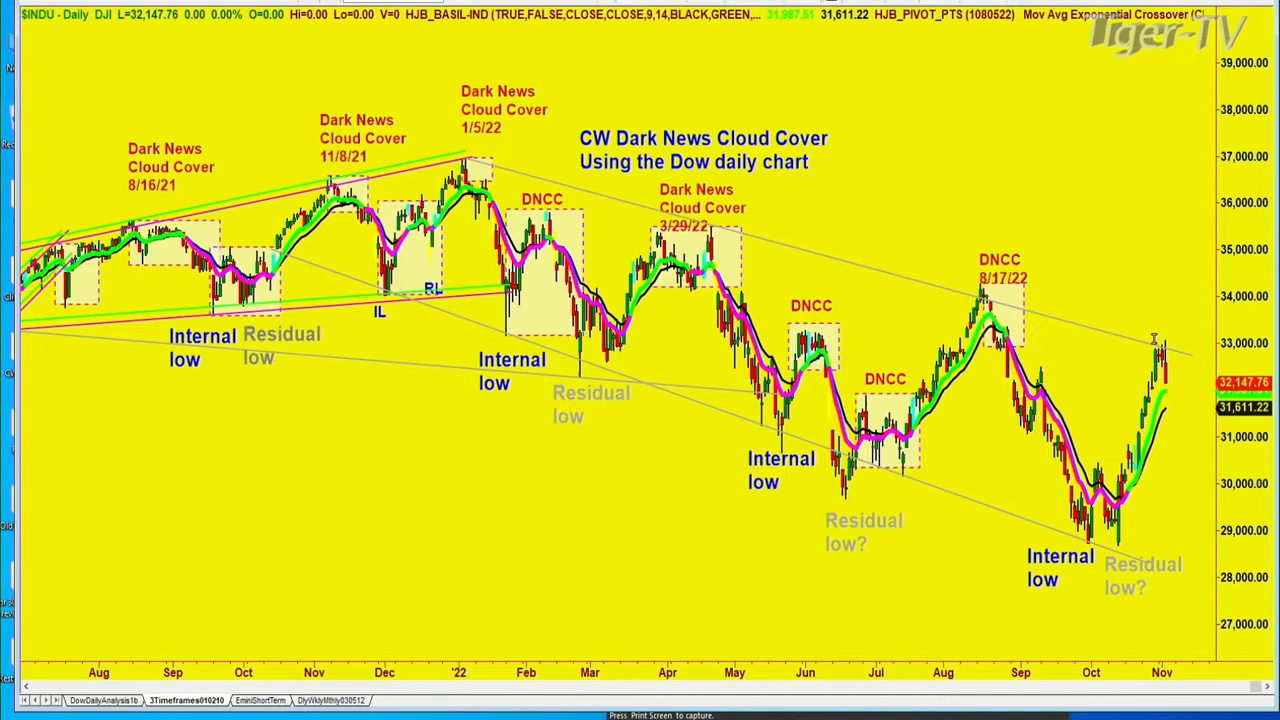 $INDU - Daily DJI L=32,147.76 0.00 0.00% O=0.00 Hi=0.00 Lo=0.00 V=0 HJB_BASIL-IND (TRUE,FALSE,CLOSE,CLOSE,9,14,BLACK,GREEN,... 31,987.51 31,611.22 HJB_PIVOT_PTS (1080522) Mov Avg Exponential Crossover (Cl...
Tiger-TV
39,000.00
38,000.00
37,000.00
36,000.00
35,000.00
34,000.00
33,000.00
32,147.76
31,611.22
31,000.00
30,000.00
29,000.00
28,000.00
27,000.00
Dark News
Cloud Cover
8/16/21
Dark News
Cloud Cover
11/8/21
Dark News
Cloud Cover
1/5/22
CW Dark News Cloud Cover
Using the Dow daily chart
DNCC
Dark News
Cloud Cover
3/29/22
DNCC
DNCC
DNCC
8/17/22
Internal
low
Residual
low
IL
RL
Internal
low
Residual
low
Internal
low
Residual
low?
Internal
low
Residual
low?
Aug Sep Oct Nov Dec '22 Feb Mar Apr May Jun Jul Aug Sep Oct Nov
DowDailyAnalysis1b 3Timeframes010210 EminiShortTerm DlyWklyMthly030512
Press Print Screen to capture.